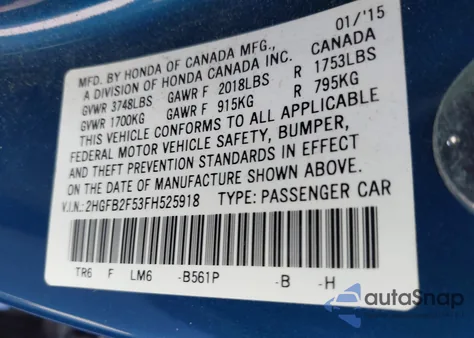 MFD. BY HONDA OF CANADA MFG., 01/'15
A DIVISION OF HONDA CANADA INC. CANADA
GVWR 3748LBS GAWR F 2018LBS R 1753LBS
GVWR 1700KG GAWR F 915KG R 795KG
THIS VEHICLE CONFORMS TO ALL APPLICABLE
FEDERAL MOTOR VEHICLE SAFETY, BUMPER,
AND THEFT PREVENTION STANDARDS IN EFFECT
ON THE DATE OF MANUFACTURE SHOWN ABOVE.
V.I.N.: 2HGFB2F53FH525918 TYPE: PASSENGER CAR
TR6 F LM6 -B561P -B -H
autoSnap